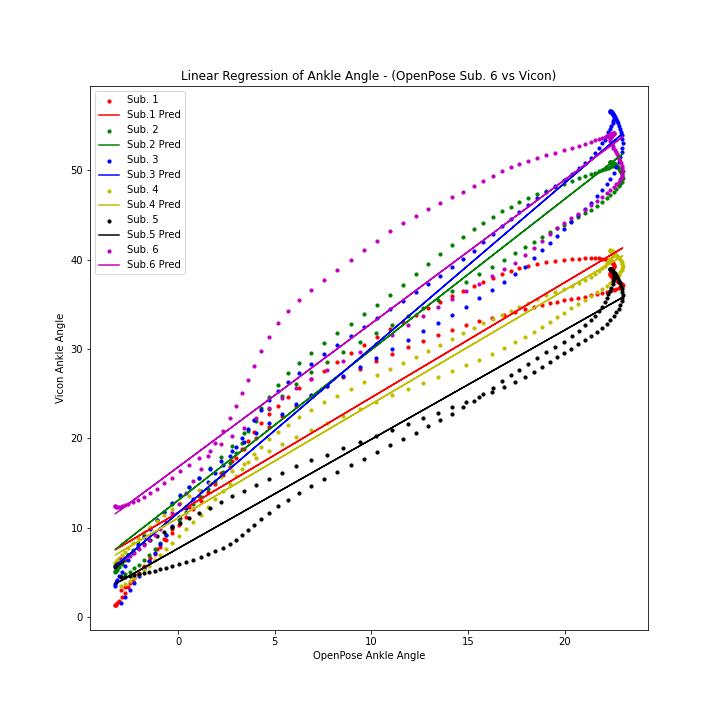 Linear Regression of Ankle Angle - (OpenPose Sub. 6 vs Vicon)
Sub. 1
Sub.1 Pred
Sub. 2
Sub.2 Pred
Sub. 3
Sub.3 Pred
Sub. 4
Sub.4 Pred
Sub. 5
Sub.5 Pred
Sub. 6
Sub.6 Pred
50
40
30
20
10
0
Vicon Ankle Angle
0 5 10 15 20
OpenPose Ankle Angle